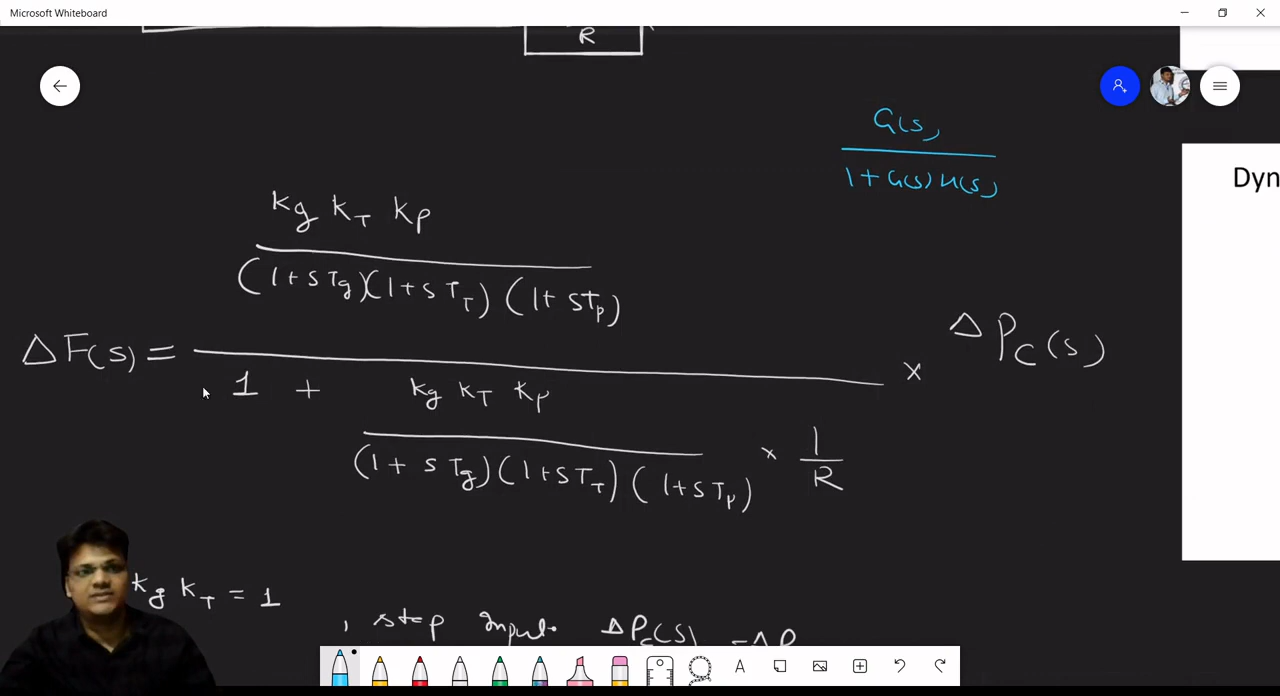 Microsoft Whiteboard
R
G(s)
1 + G(s) H(s)
Dyn
Kg KT Kp
(1+STg)(1+STT)(1+STp)
ΔF(s) =
× ΔPC(s)
1 + Kg KT Kp
(1+STg)(1+STT)(1+STp) × 1
R
Kg KT = 1
, step input ΔPc(s) = ΔP
A